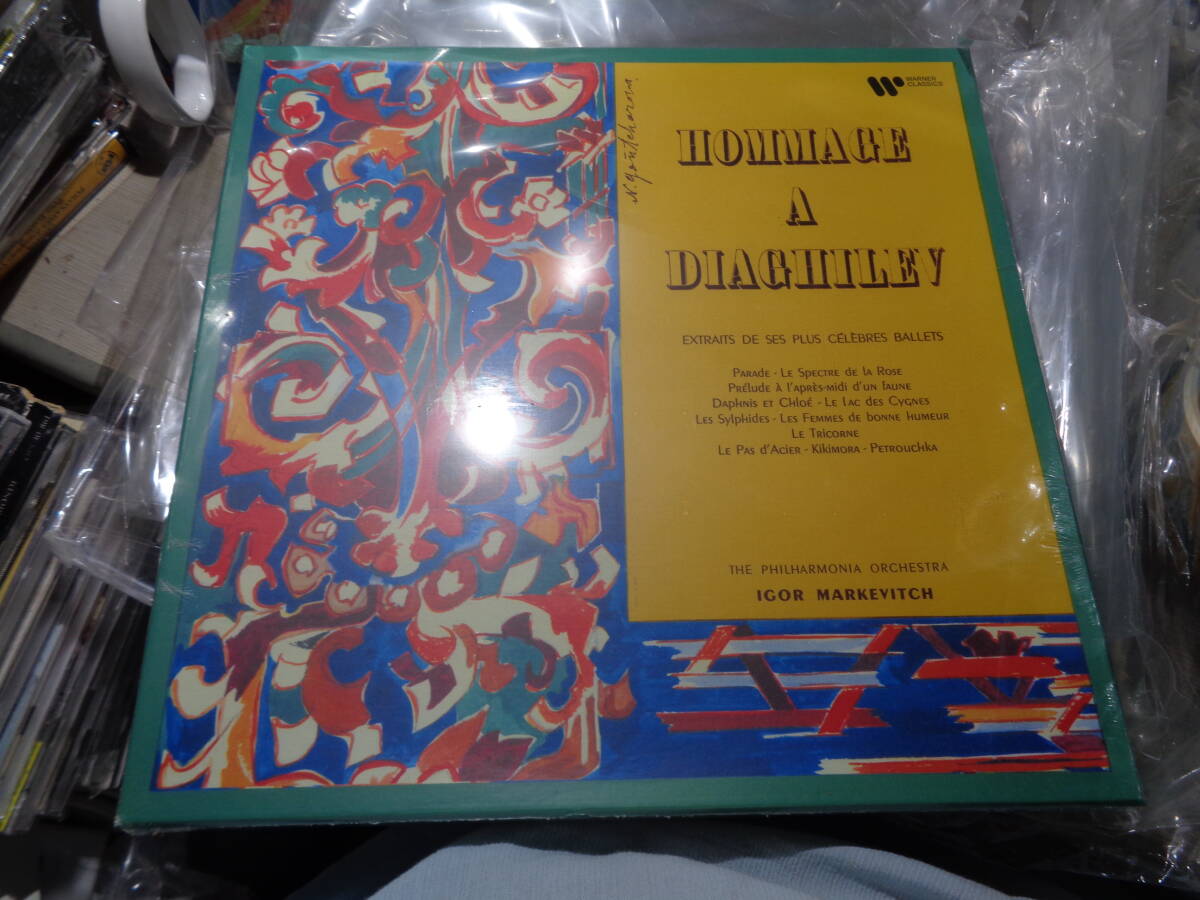 WARNER
CLASSICS
N. Gontcharova.
HOMMAGE
A
DIAGHILEV
EXTRAITS DE SES PLUS CÉLÈBRES BALLETS
PARADE - LE SPECTRE DE LA ROSE
PRÉLUDE À L'APRÈS-MIDI D'UN FAUNE
DAPHNIS ET CHLOÉ - LE LAC DES CYGNES
LES SYLPHIDES - LES FEMMES DE BONNE HUMEUR
LE TRICORNE
LE PAS D'ACIER - KIKIMORA - PETROUCHKA
THE PHILHARMONIA ORCHESTRA
IGOR MARKEVITCH